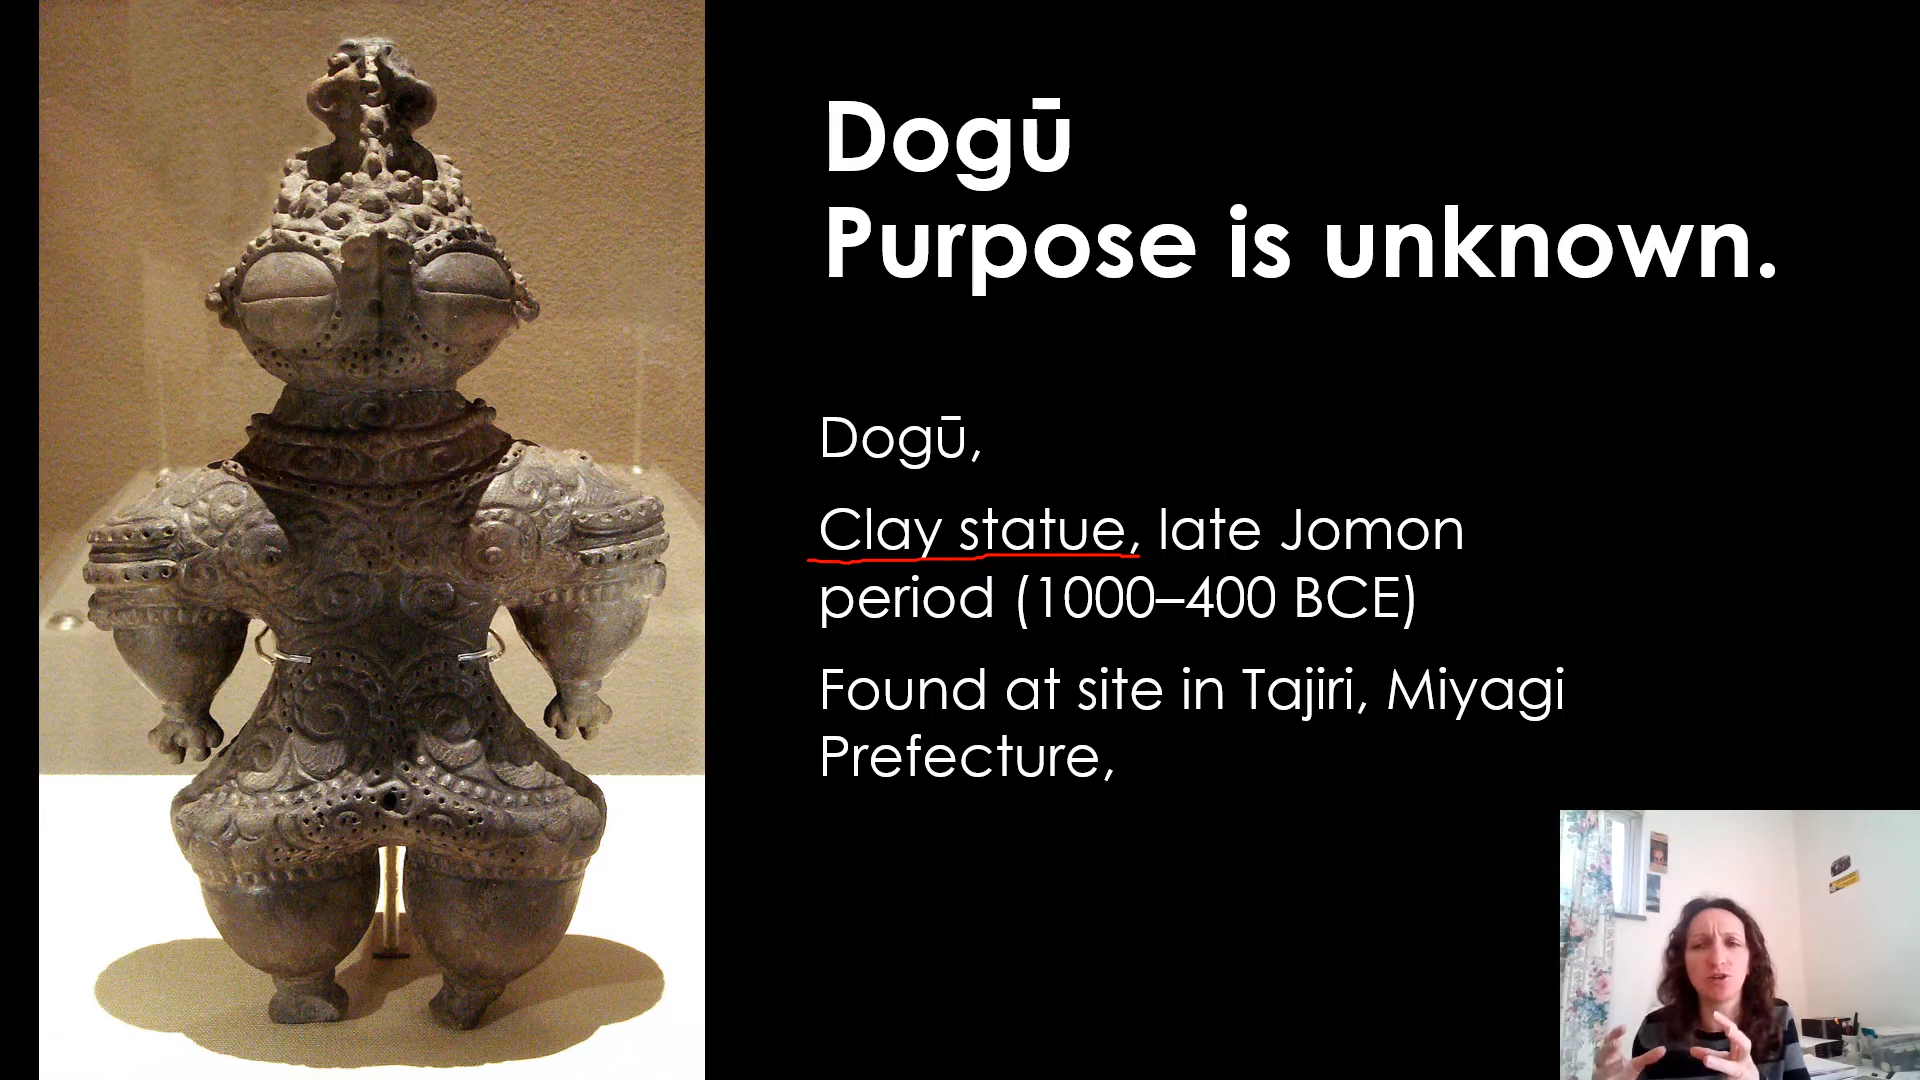 Dogū
Purpose is unknown.
Dogū,
Clay statue, late Jomon
period (1000–400 BCE)
Found at site in Tajiri, Miyagi
Prefecture,